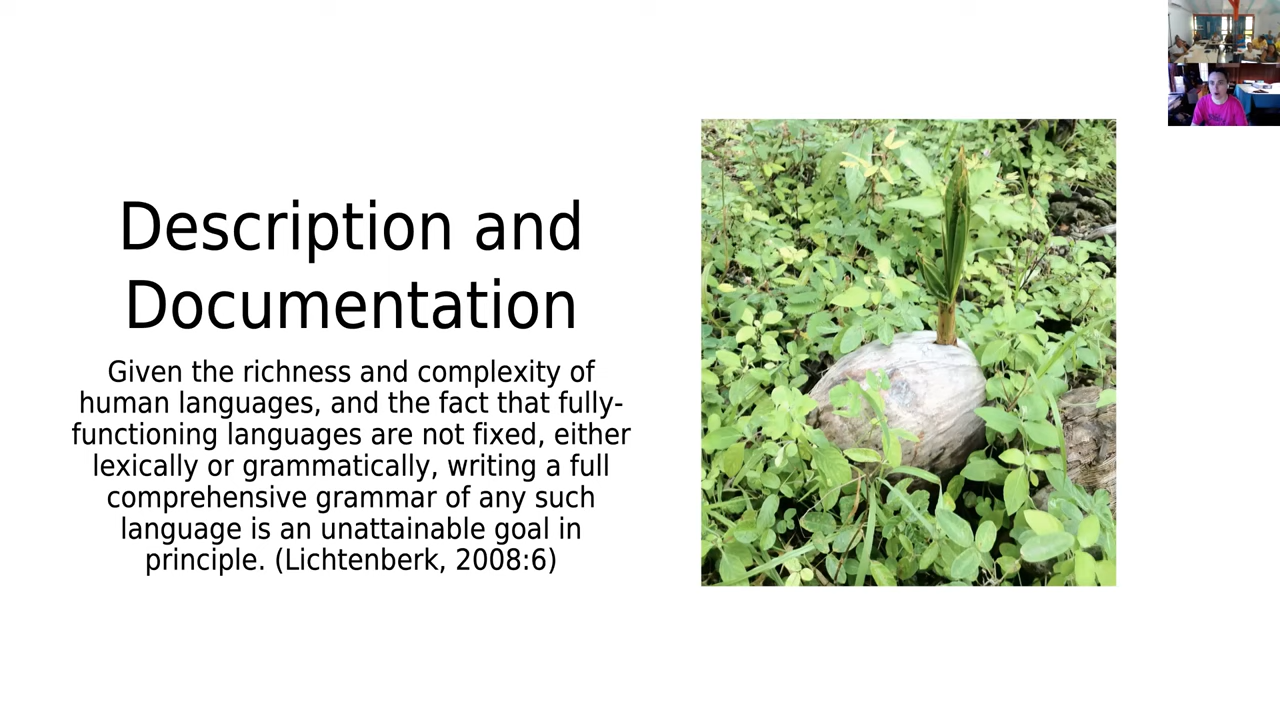 Description and
Documentation
Given the richness and complexity of
human languages, and the fact that fully-
functioning languages are not fixed, either
lexically or grammatically, writing a full
comprehensive grammar of any such
language is an unattainable goal in
principle. (Lichtenberk, 2008:6)